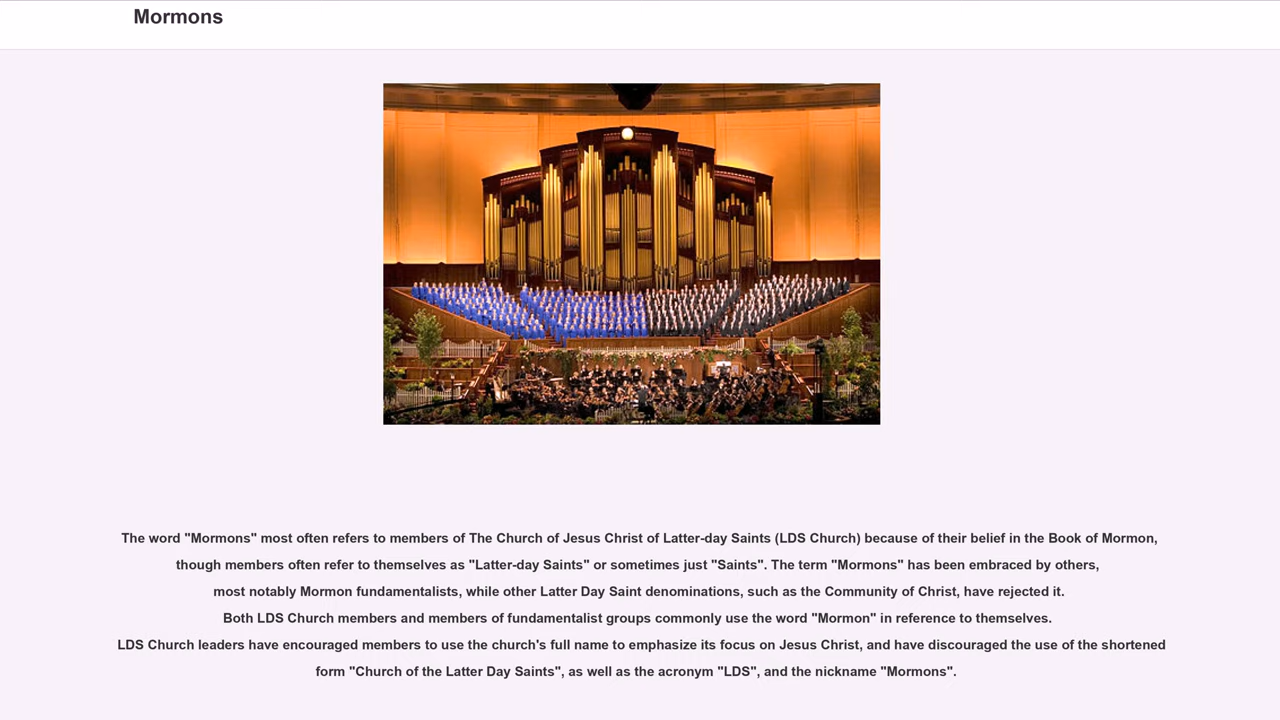 Mormons
The word "Mormons" most often refers to members of The Church of Jesus Christ of Latter-day Saints (LDS Church) because of their belief in the Book of Mormon,
though members often refer to themselves as "Latter-day Saints" or sometimes just "Saints". The term "Mormons" has been embraced by others,
most notably Mormon fundamentalists, while other Latter Day Saint denominations, such as the Community of Christ, have rejected it.
Both LDS Church members and members of fundamentalist groups commonly use the word "Mormon" in reference to themselves.
LDS Church leaders have encouraged members to use the church's full name to emphasize its focus on Jesus Christ, and have discouraged the use of the shortened
form "Church of the Latter Day Saints", as well as the acronym "LDS", and the nickname "Mormons".